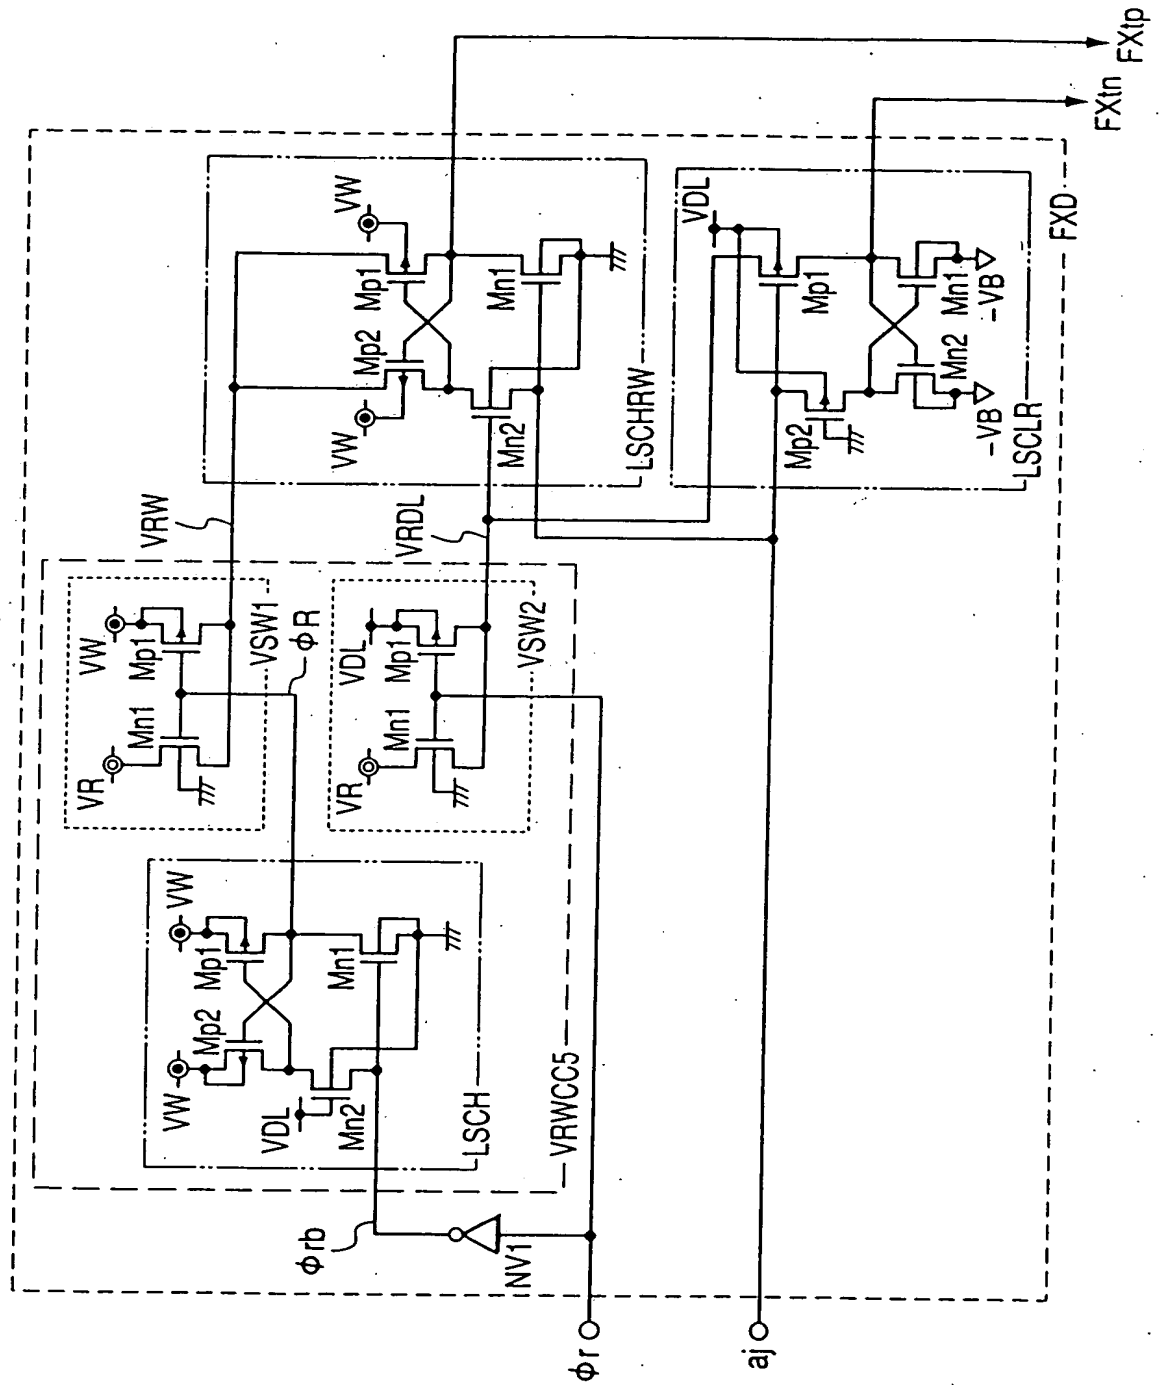 FXtp
FXtn
FXD
VW
VW
Mp1
Mp2
Mn1
Mn2
LSCHRW
VDL
Mp1
Mp2
Mn1
Mn2
-VB
-VB
LSCLR
VRW
VRDL
VW
VR
Mp1
Mn1
VSW1
ϕR
VDL
VR
Mp1
Mn1
VSW2
VW
VW
Mp1
Mp2
Mn1
Mn2
VDL
LSCH
VRWCC5
ϕrb
NV1
ϕr
aj